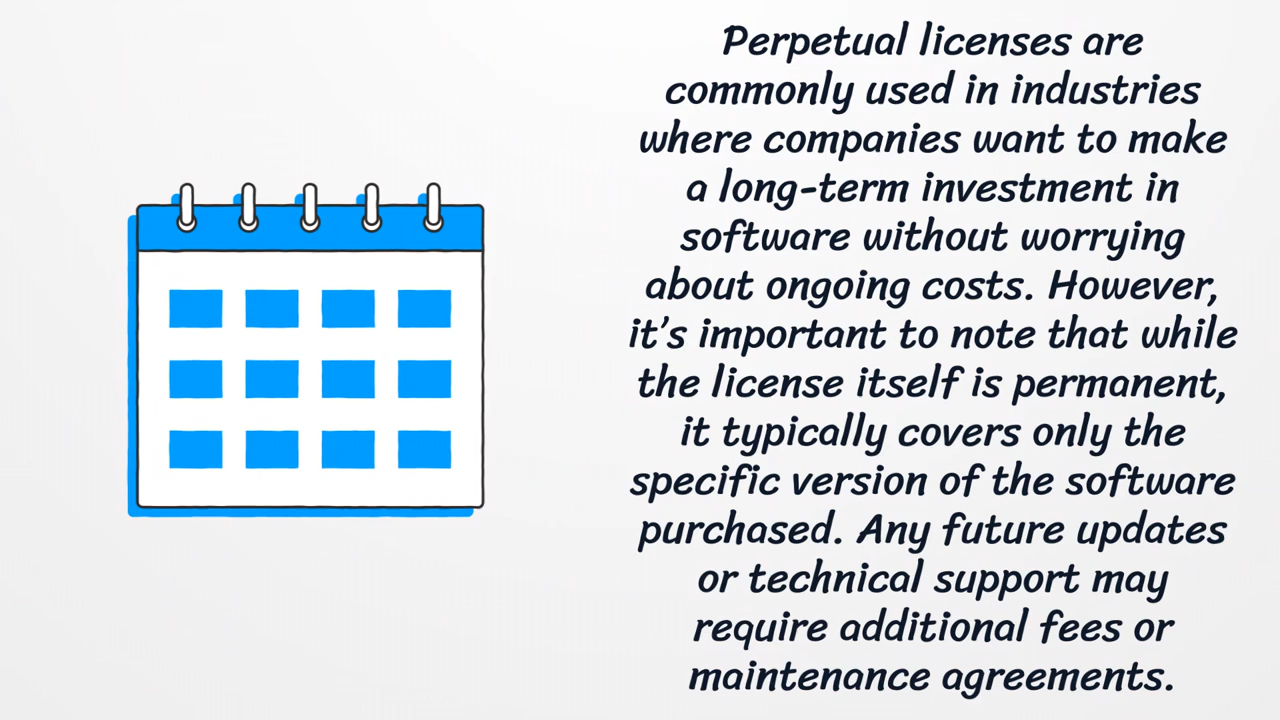 Perpetual licenses are
commonly used in industries
where companies want to make
a long-term investment in
software without worrying
about ongoing costs. However,
it's important to note that while
the license itself is permanent,
it typically covers only the
specific version of the software
purchased. Any future updates
or technical support may
require additional fees or
maintenance agreements.